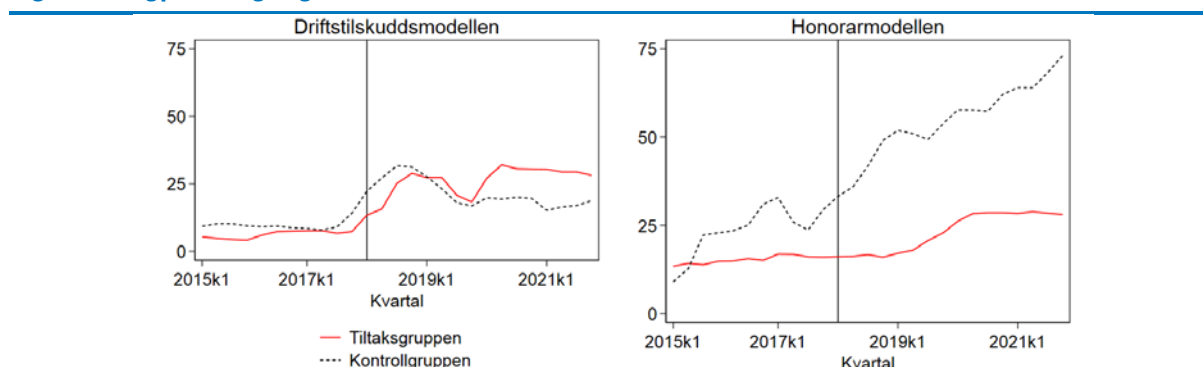 Driftstilskuddsmodellen
75
50
25
0
2015k1 2017k1 2019k1 2021k1
Kvartal
Tiltaksgruppen
Kontrollgruppen
Honorarmodellen
75
50
25
0
2015k1 2017k1 2019k1 2021k1
Kvartal